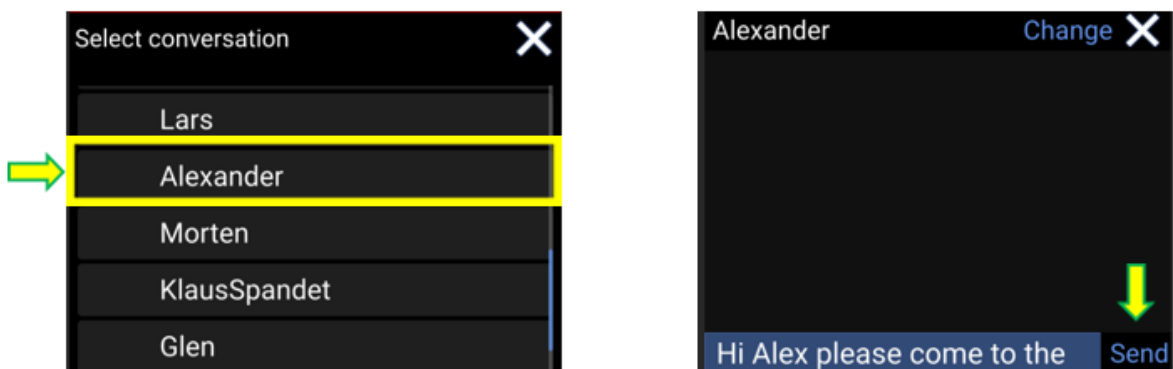 Select conversation
Lars
Alexander
Morten
KlausSpandet
Glen
Alexander Change
Hi Alex please come to the Send